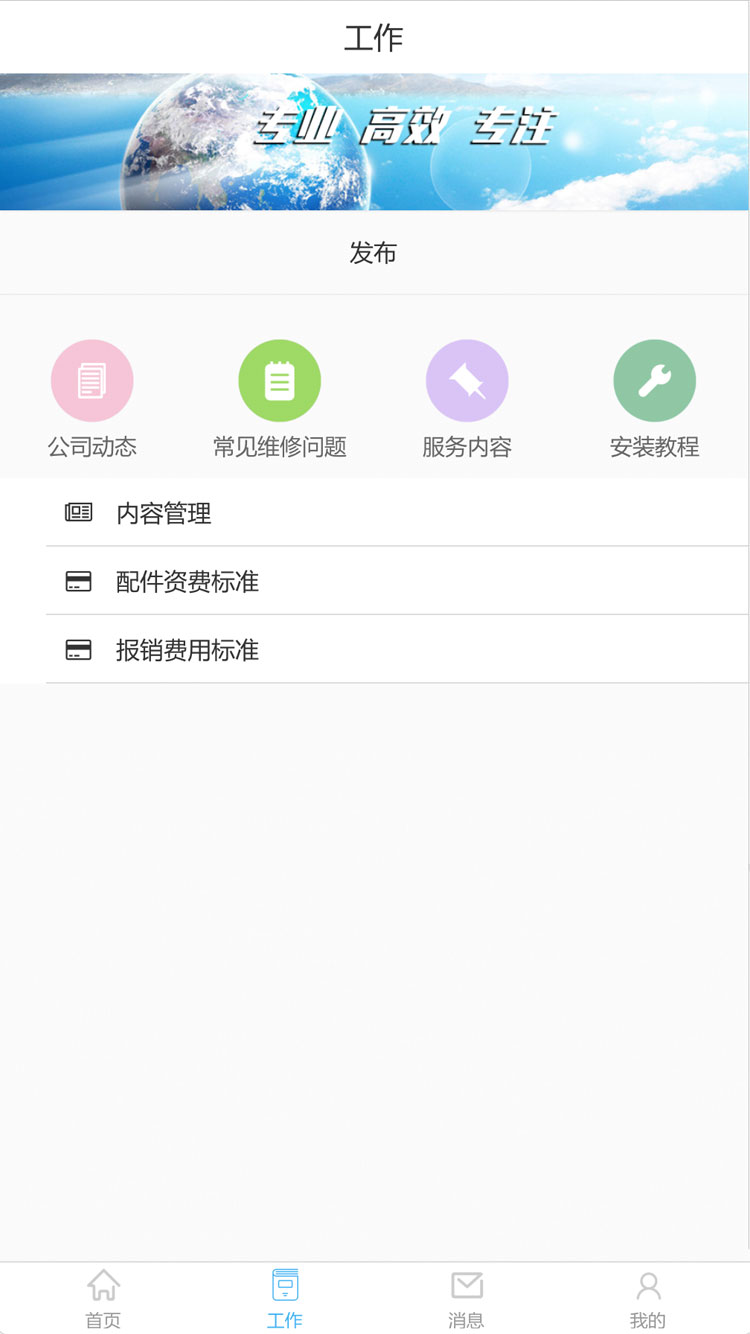 工作
专业 高效 专注
发布
公司动态 常见维修问题 服务内容 安装教程
内容管理
配件资费标准
报销费用标准
首页 工作 消息 我的